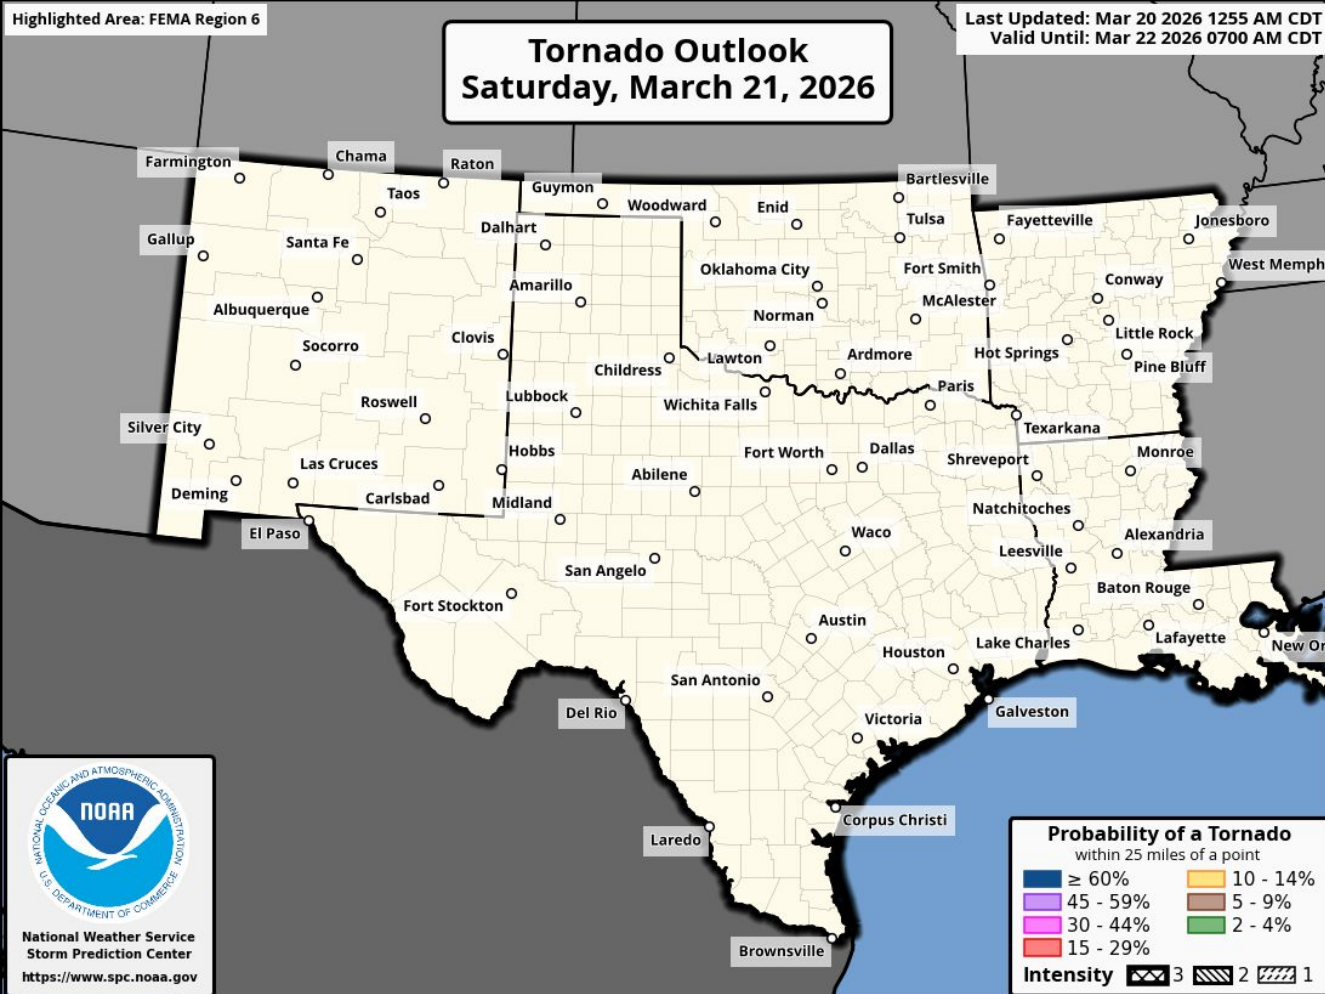 Highlighted Area: FEMA Region 6
Tornado Outlook
Saturday, March 21, 2026
Last Updated: Mar 20 2026 1255 AM CDT
Valid Until: Mar 22 2026 0700 AM CDT
Farmington
Chama
Raton
Taos
Guymon
Woodward
Enid
Bartlesville
Tulsa
Fayetteville
Jonesboro
Gallup
Santa Fe
Dalhart
Oklahoma City
Fort Smith
West Memph
Albuquerque
Amarillo
Norman
McAlester
Conway
Socorro
Clovis
Childress
Lawton
Ardmore
Hot Springs
Little Rock
Pine Bluff
Roswell
Lubbock
Wichita Falls
Paris
Texarkana
Silver City
Las Cruces
Hobbs
Abilene
Fort Worth
Dallas
Shreveport
Monroe
Deming
Carlsbad
Midland
Natchitoches
El Paso
San Angelo
Waco
Leesville
Alexandria
Fort Stockton
Austin
Baton Rouge
Houston
Lake Charles
Lafayette
New Or
San Antonio
Del Rio
Victoria
Galveston
Laredo
Corpus Christi
Brownsville
NATIONAL OCEANIC AND ATMOSPHERIC ADMINISTRATION
NOAA
U.S. DEPARTMENT OF COMMERCE
National Weather Service
Storm Prediction Center
https://www.spc.noaa.gov
Probability of a Tornado
within 25 miles of a point
≥ 60% 10 - 14%
45 - 59% 5 - 9%
30 - 44% 2 - 4%
15 - 29%
Intensity 3 2 1